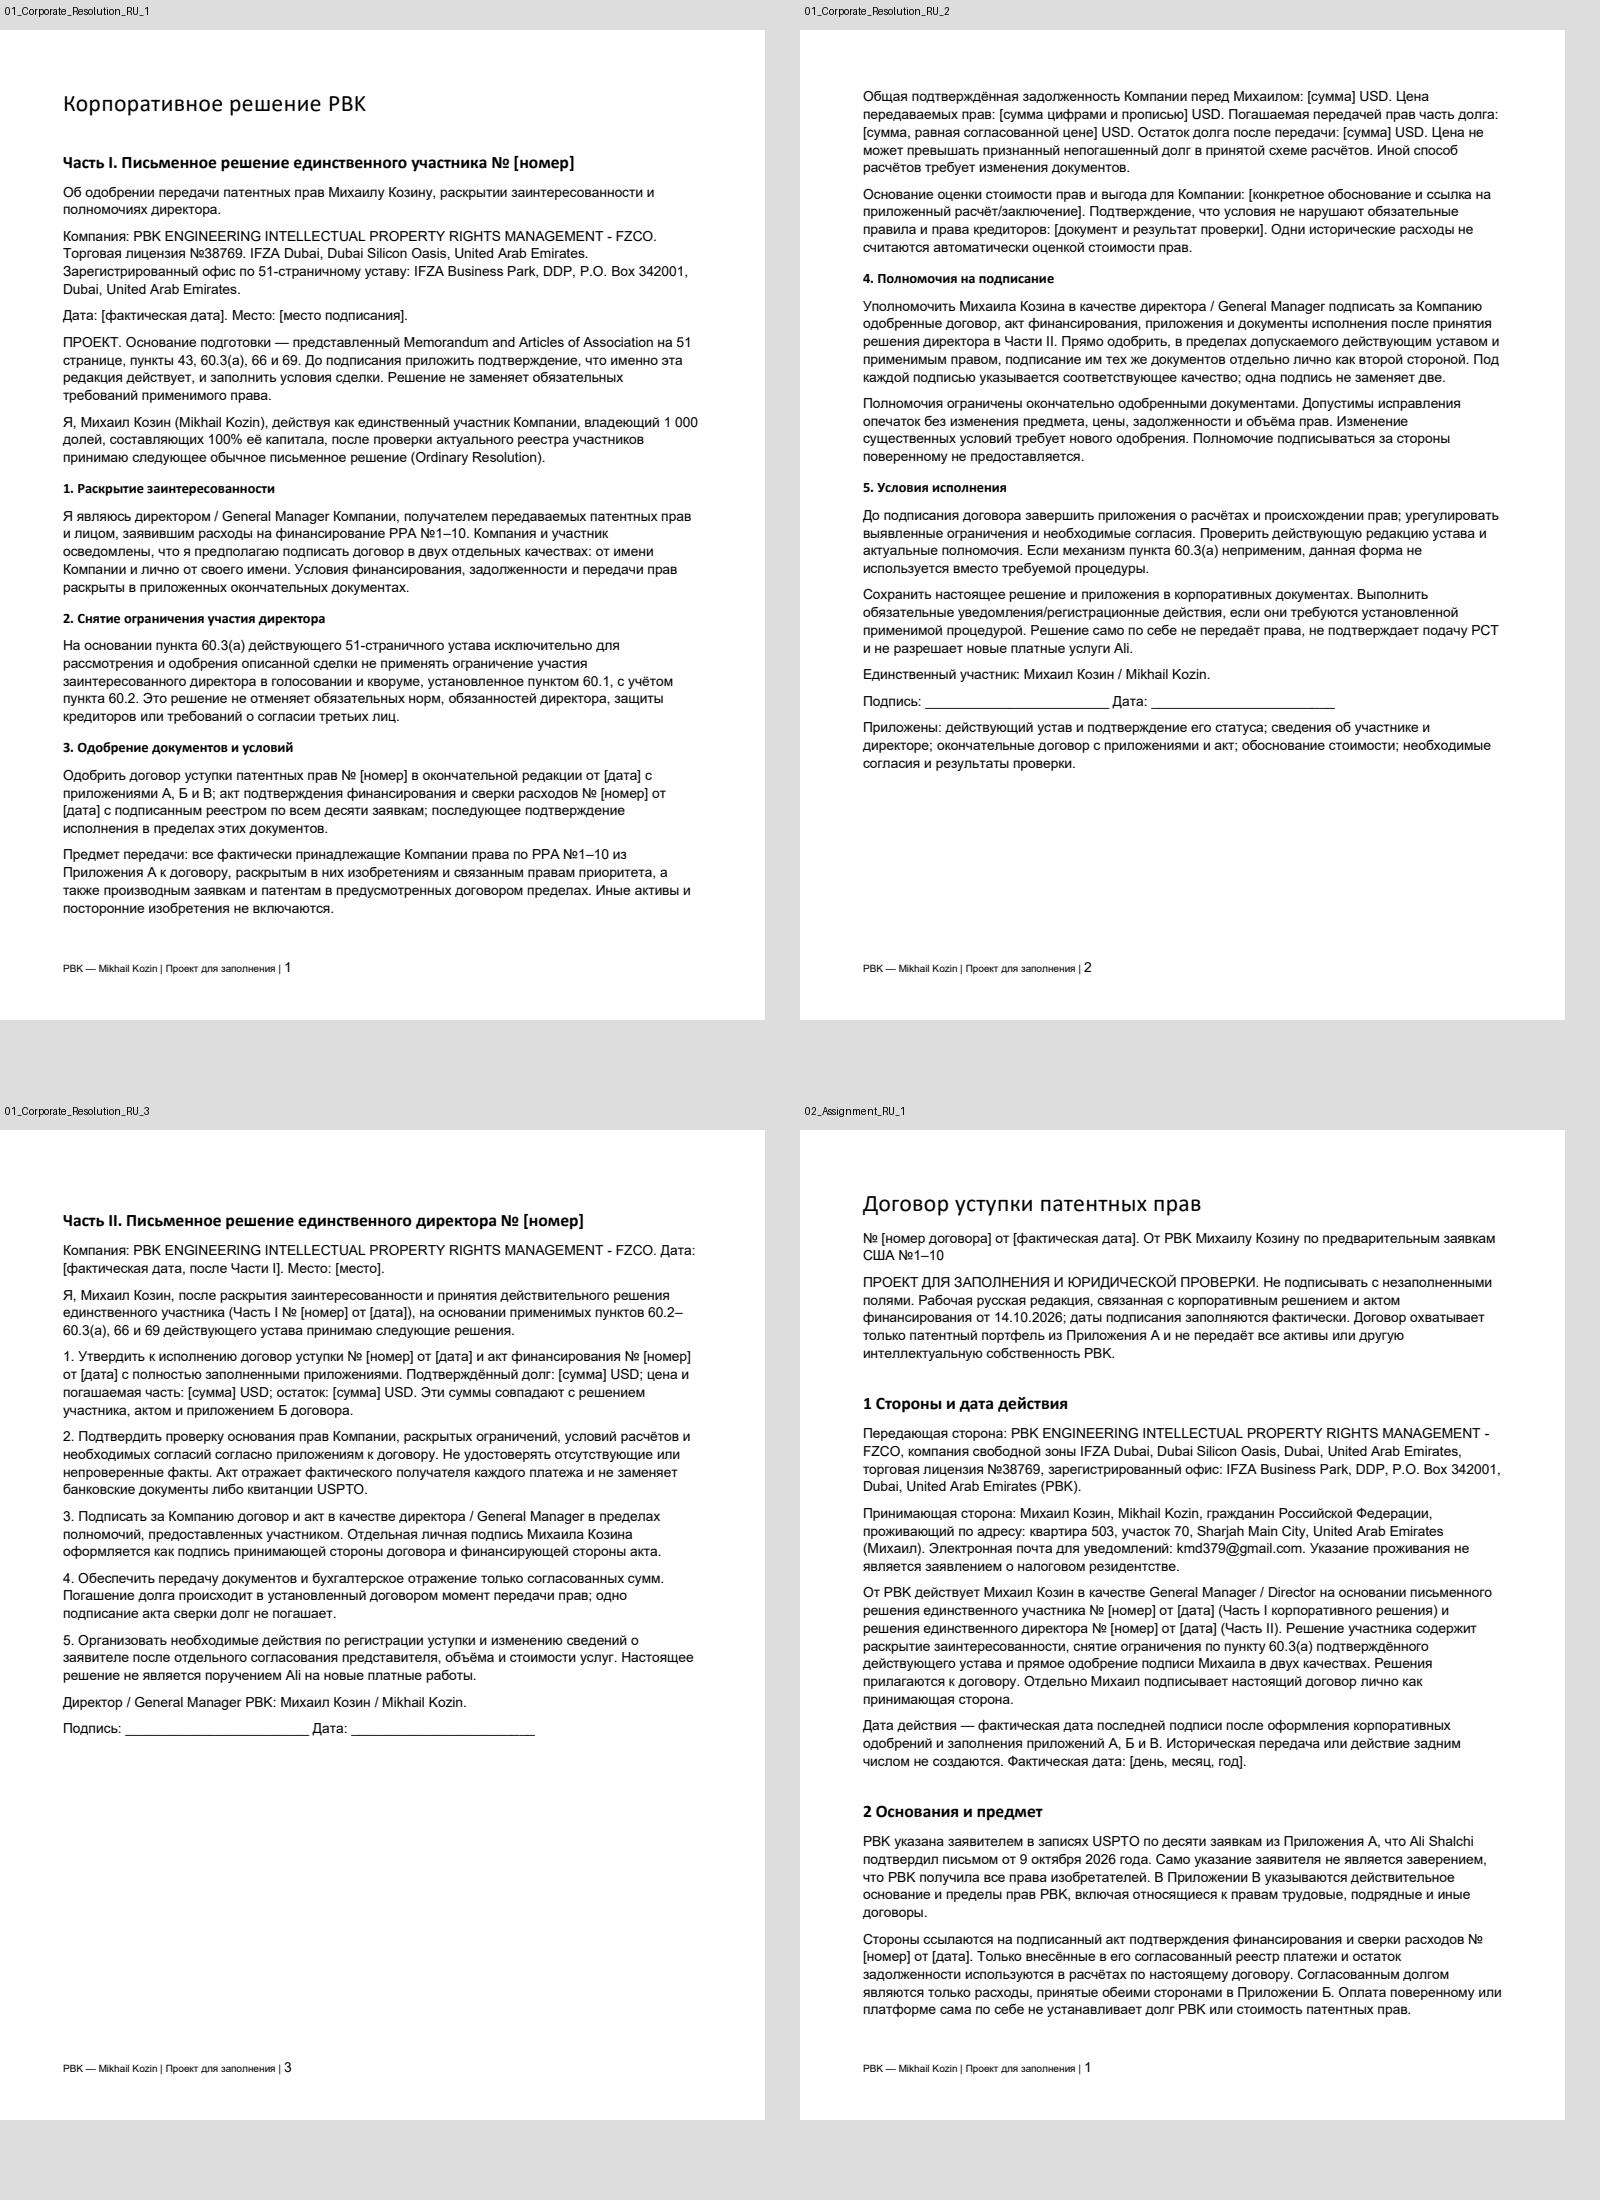 01_Corporate_Resolution_RU_1
Корпоративное решение PBK
Часть I. Письменное решение единственного участника № [номер]
Об одобрении передачи патентных прав Михаилу Козину, раскрытии заинтересованности и
полномочиях директора.
Компания: PBK ENGINEERING INTELLECTUAL PROPERTY RIGHTS MANAGEMENT - FZCO.
Торговая лицензия №38769. IFZA Dubai, Dubai Silicon Oasis, United Arab Emirates.
Зарегистрированный офис по 51-страничному уставу: IFZA Business Park, DDP, P.O. Box 342001,
Dubai, United Arab Emirates.
Дата: [фактическая дата]. Место: [место подписания].
ПРОЕКТ. Основание подготовки — представленный Memorandum and Articles of Association на 51
странице, пункты 43, 60.3(a), 66 и 69. До подписания приложить подтверждение, что именно эта
редакция действует, и заполнить условия сделки. Решение не заменяет обязательных
требований применимого права.
Я, Михаил Козин (Mikhail Kozin), действуя как единственный участник Компании, владеющий 1 000
долей, составляющих 100% её капитала, после проверки актуального реестра участников
принимаю следующее обычное письменное решение (Ordinary Resolution).
1. Раскрытие заинтересованности
Я являюсь директором / General Manager Компании, получателем передаваемых патентных прав
и лицом, заявившим расходы на финансирование PPA №1–10. Компания и участник
осведомлены, что я предполагаю подписать договор в двух отдельных качествах: от имени
Компании и лично от своего имени. Условия финансирования, задолженности и передачи прав
раскрыты в приложенных окончательных документах.
2. Снятие ограничения участия директора
На основании пункта 60.3(a) действующего 51-страничного устава исключительно для
рассмотрения и одобрения описанной сделки не применять ограничение участия
заинтересованного директора в голосовании и кворуме, установленное пунктом 60.1, с учётом
пункта 60.2. Это решение не отменяет обязательных норм, обязанностей директора, защиты
кредиторов или требований о согласии третьих лиц.
3. Одобрение документов и условий
Одобрить договор уступки патентных прав № [номер] в окончательной редакции от [дата] с
приложениями А, Б и В; акт подтверждения финансирования и сверки расходов № [номер] от
[дата] с подписанным реестром по всем десяти заявкам; последующее подтверждение
исполнения в пределах этих документов.
Предмет передачи: все фактически принадлежащие Компании права по PPA №1–10 из
Приложения А к договору, раскрытым в них изобретениям и связанным правам приоритета, а
также производным заявкам и патентам в предусмотренных договором пределах. Иные активы и
посторонние изобретения не включаются.
PBK — Mikhail Kozin | Проект для заполнения | 1
01_Corporate_Resolution_RU_2
Общая подтверждённая задолженность Компании перед Михаилом: [сумма] USD. Цена
передаваемых прав: [сумма цифрами и прописью] USD. Погашаемая передачей прав часть долга:
[сумма, равная согласованной цене] USD. Остаток долга после передачи: [сумма] USD. Цена не
может превышать признанный непогашенный долг в принятой схеме расчётов. Иной способ
расчётов требует изменения документов.
Основание оценки стоимости прав и выгода для Компании: [конкретное обоснование и ссылка на
приложенный расчёт/заключение]. Подтверждение, что условия не нарушают обязательные
правила и права кредиторов: [документ и результат проверки]. Одни исторические расходы не
считаются автоматически оценкой стоимости прав.
4. Полномочия на подписание
Уполномочить Михаила Козина в качестве директора / General Manager подписать за Компанию
одобренные договор, акт финансирования, приложения и документы исполнения после принятия
решения директора в Части II. Прямо одобрить, в пределах допускаемого действующим уставом и
применимым правом, подписание им тех же документов отдельно лично как второй стороной. Под
каждой подписью указывается соответствующее качество; одна подпись не заменяет две.
Полномочия ограничены окончательно одобренными документами. Допустимы исправления
опечаток без изменения предмета, цены, задолженности и объёма прав. Изменение
существенных условий требует нового одобрения. Полномочие подписываться за стороны
поверенному не предоставляется.
5. Условия исполнения
До подписания договора завершить приложения о расчётах и происхождении прав; урегулировать
выявленные ограничения и необходимые согласия. Проверить действующую редакцию устава и
актуальные полномочия. Если механизм пункта 60.3(a) неприменим, данная форма не
используется вместо требуемой процедуры.
Сохранить настоящее решение и приложения в корпоративных документах. Выполнить
обязательные уведомления/регистрационные действия, если они требуются установленной
применимой процедурой. Решение само по себе не передаёт права, не подтверждает подачу PCT
и не разрешает новые платные услуги Ali.
Единственный участник: Михаил Козин / Mikhail Kozin.
Подпись: ________________________ Дата: ________________________
Приложены: действующий устав и подтверждение его статуса; сведения об участнике и
директоре; окончательные договор с приложениями и акт; обоснование стоимости; необходимые
согласия и результаты проверки.
PBK — Mikhail Kozin | Проект для заполнения | 2
01_Corporate_Resolution_RU_3
Часть II. Письменное решение единственного директора № [номер]
Компания: PBK ENGINEERING INTELLECTUAL PROPERTY RIGHTS MANAGEMENT - FZCO. Дата:
[фактическая дата, после Части I]. Место: [место].
Я, Михаил Козин, после раскрытия заинтересованности и принятия действительного решения
единственного участника (Часть I № [номер] от [дата]), на основании применимых пунктов 60.2–
60.3(a), 66 и 69 действующего устава принимаю следующие решения.
1. Утвердить к исполнению договор уступки № [номер] от [дата] и акт финансирования № [номер]
от [дата] с полностью заполненными приложениями. Подтверждённый долг: [сумма] USD; цена и
погашаемая часть: [сумма] USD; остаток: [сумма] USD. Эти суммы совпадают с решением
участника, актом и приложением Б договора.
2. Подтвердить проверку основания прав Компании, раскрытых ограничений, условий расчётов и
необходимых согласий согласно приложениям к договору. Не удостоверять отсутствующие или
непроверенные факты. Акт отражает фактического получателя каждого платежа и не заменяет
банковские документы либо квитанции USPTO.
3. Подписать за Компанию договор и акт в качестве директора / General Manager в пределах
полномочий, предоставленных участником. Отдельная личная подпись Михаила Козина
оформляется как подпись принимающей стороны договора и финансирующей стороны акта.
4. Обеспечить передачу документов и бухгалтерское отражение только согласованных сумм.
Погашение долга происходит в установленный договором момент передачи прав; одно
подписание акта сверки долг не погашает.
5. Организовать необходимые действия по регистрации уступки и изменению сведений о
заявителе после отдельного согласования представителя, объёма и стоимости услуг. Настоящее
решение не является поручением Ali на новые платные работы.
Директор / General Manager PBK: Михаил Козин / Mikhail Kozin.
Подпись: ________________________ Дата: ________________________
PBK — Mikhail Kozin | Проект для заполнения | 3
02_Assignment_RU_1
Договор уступки патентных прав
№ [номер договора] от [фактическая дата]. От PBK Михаилу Козину по предварительным заявкам
США №1–10
ПРОЕКТ ДЛЯ ЗАПОЛНЕНИЯ И ЮРИДИЧЕСКОЙ ПРОВЕРКИ. Не подписывать с незаполненными
полями. Рабочая русская редакция, связанная с корпоративным решением и актом
финансирования от 14.10.2026; даты подписания заполняются фактически. Договор охватывает
только патентный портфель из Приложения А и не передаёт все активы или другую
интеллектуальную собственность PBK.
1 Стороны и дата действия
Передающая сторона: PBK ENGINEERING INTELLECTUAL PROPERTY RIGHTS MANAGEMENT -
FZCO, компания свободной зоны IFZA Dubai, Dubai Silicon Oasis, Dubai, United Arab Emirates,
торговая лицензия №38769, зарегистрированный офис: IFZA Business Park, DDP, P.O. Box 342001,
Dubai, United Arab Emirates (PBK).
Принимающая сторона: Михаил Козин, Mikhail Kozin, гражданин Российской Федерации,
проживающий по адресу: квартира 503, участок 70, Sharjah Main City, United Arab Emirates
(Михаил). Электронная почта для уведомлений: kmd379@gmail.com. Указание проживания не
является заявлением о налоговом резидентстве.
От PBK действует Михаил Козин в качестве General Manager / Director на основании письменного
решения единственного участника № [номер] от [дата] (Часть I корпоративного решения) и
решения единственного директора № [номер] от [дата] (Часть II). Решение участника содержит
раскрытие заинтересованности, снятие ограничения по пункту 60.3(a) подтверждённого
действующего устава и прямое одобрение подписи Михаила в двух качествах. Решения
прилагаются к договору. Отдельно Михаил подписывает настоящий договор лично как
принимающая сторона.
Дата действия — фактическая дата последней подписи после оформления корпоративных
одобрений и заполнения приложений А, Б и В. Историческая передача или действие задним
числом не создаются. Фактическая дата: [день, месяц, год].
2 Основания и предмет
PBK указана заявителем в записях USPTO по десяти заявкам из Приложения А, что Ali Shalchi
подтвердил письмом от 9 октября 2026 года. Само указание заявителя не является заверением,
что PBK получила все права изобретателей. В Приложении В указываются действительное
основание и пределы прав PBK, включая относящиеся к правам трудовые, подрядные и иные
договоры.
Стороны ссылаются на подписанный акт подтверждения финансирования и сверки расходов №
[номер] от [дата]. Только внесённые в его согласованный реестр платежи и остаток
задолженности используются в расчётах по настоящему договору. Согласованным долгом
являются только расходы, принятые обеими сторонами в Приложении Б. Оплата поверенному или
платформе сама по себе не устанавливает долг PBK или стоимость патентных прав.
PBK — Mikhail Kozin | Проект для заполнения | 1